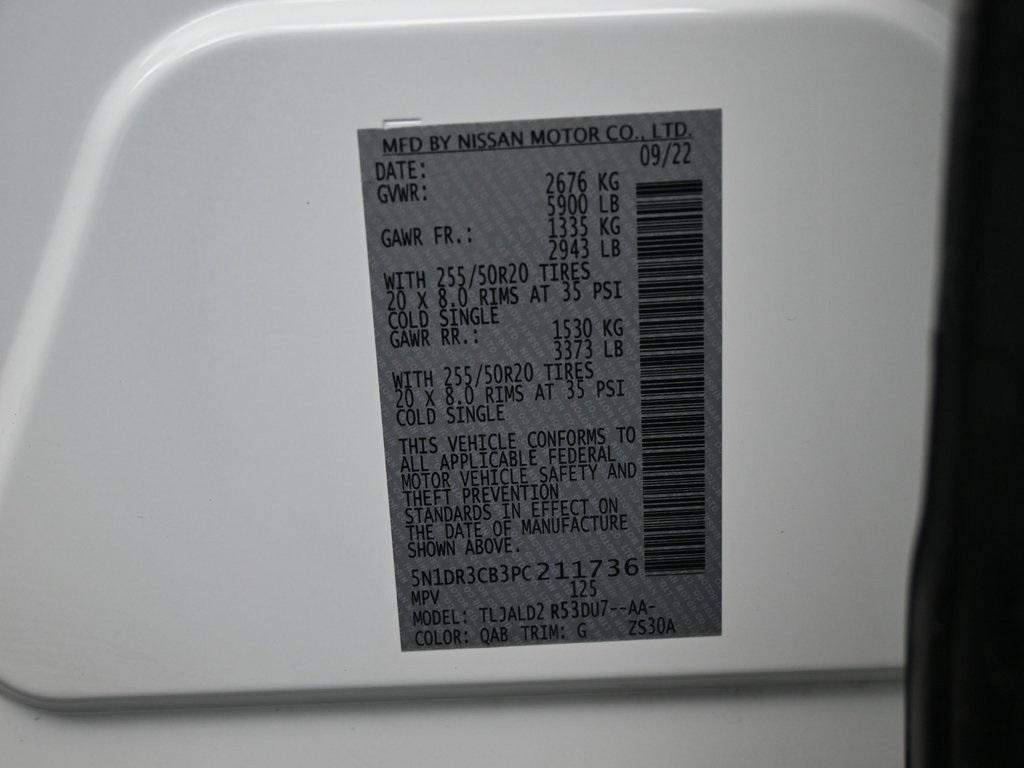 MFD BY NISSAN MOTOR CO., LTD.
DATE: 09/22
GVWR: 2676 KG
5900 LB
GAWR FR.: 1335 KG
2943 LB
WITH 255/50R20 TIRES
20 X 8.0 RIMS AT 35 PSI
COLD SINGLE
GAWR RR.: 1530 KG
3373 LB
WITH 255/50R20 TIRES
20 X 8.0 RIMS AT 35 PSI
COLD SINGLE
THIS VEHICLE CONFORMS TO
ALL APPLICABLE FEDERAL
MOTOR VEHICLE SAFETY AND
THEFT PREVENTION
STANDARDS IN EFFECT ON
THE DATE OF MANUFACTURE
SHOWN ABOVE.
5N1DR3CB3PC211736
MPV 125
MODEL: TLJALD2 R53DU7--AA-
COLOR: QAB TRIM: G ZS30A